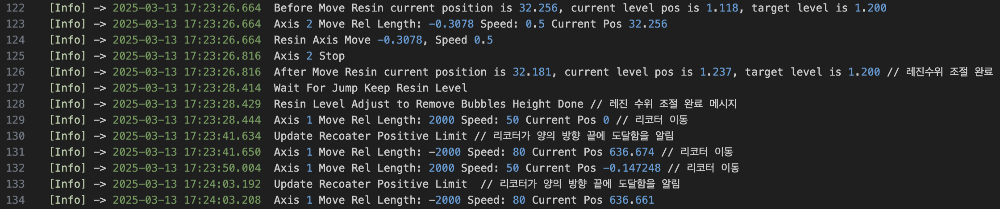 122 [Info] -> 2025-03-13 17:23:26.664 Before Move Resin current position is 32.256, current level pos is 1.118, target level is 1.200
123 [Info] -> 2025-03-13 17:23:26.664 Axis 2 Move Rel Length: -0.3078 Speed: 0.5 Current Pos 32.256
124 [Info] -> 2025-03-13 17:23:26.664 Resin Axis Move -0.3078, Speed 0.5
125 [Info] -> 2025-03-13 17:23:26.816 Axis 2 Stop
126 [Info] -> 2025-03-13 17:23:26.816 After Move Resin current position is 32.181, current level pos is 1.237, target level is 1.200 // 레진수위 조절 완료
127 [Info] -> 2025-03-13 17:23:28.414 Wait For Jump Keep Resin Level
128 [Info] -> 2025-03-13 17:23:28.429 Resin Level Adjust to Remove Bubbles Height Done // 레진 수위 조절 완료 메시지
129 [Info] -> 2025-03-13 17:23:28.444 Axis 1 Move Rel Length: 2000 Speed: 50 Current Pos 0 // 리코터 이동
130 [Info] -> 2025-03-13 17:23:41.634 Update Recoater Positive Limit // 리코터가 양의 방향 끝에 도달함을 알림
131 [Info] -> 2025-03-13 17:23:41.650 Axis 1 Move Rel Length: -2000 Speed: 80 Current Pos 636.674 // 리코터 이동
132 [Info] -> 2025-03-13 17:23:50.004 Axis 1 Move Rel Length: 2000 Speed: 50 Current Pos -0.147248 // 리코터 이동
133 [Info] -> 2025-03-13 17:24:03.192 Update Recoater Positive Limit // 리코터가 양의 방향 끝에 도달함을 알림
134 [Info] -> 2025-03-13 17:24:03.208 Axis 1 Move Rel Length: -2000 Speed: 80 Current Pos 636.661